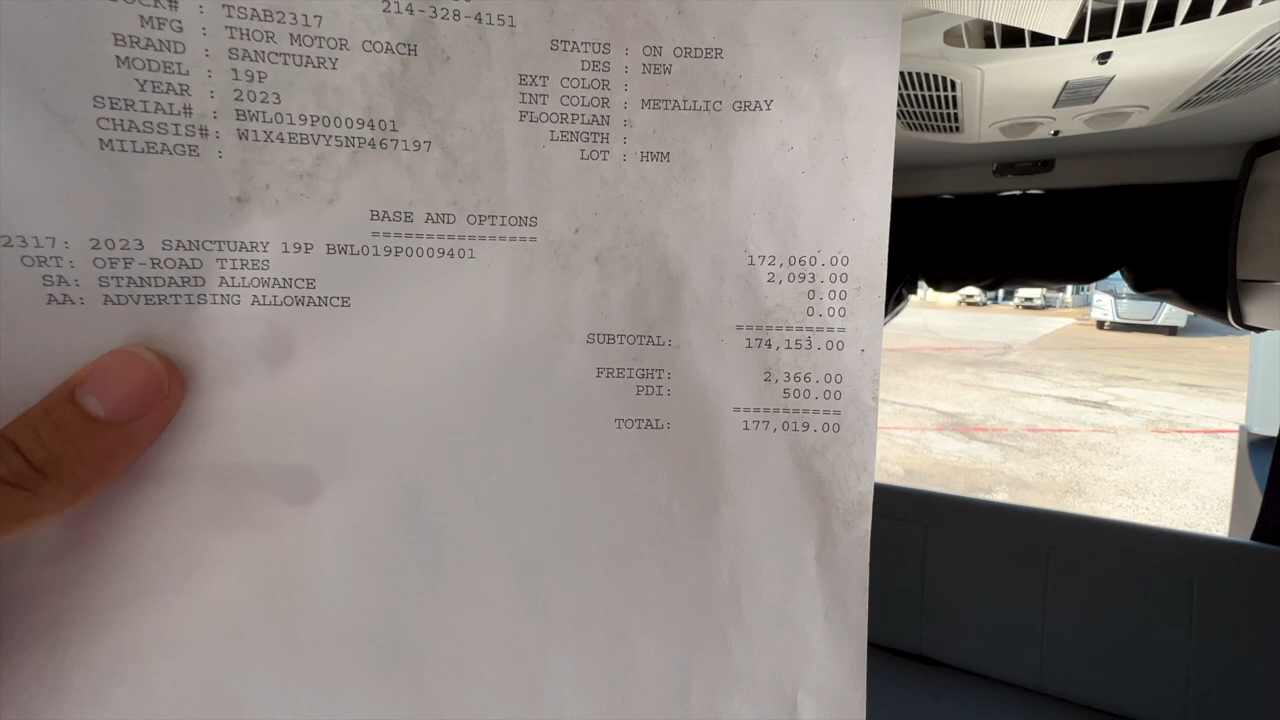 OCK# : TSAB2317 214-328-4151
MFG : THOR MOTOR COACH STATUS : ON ORDER
BRAND : SANCTUARY DES : NEW
MODEL : 19P EXT COLOR :
YEAR : 2023 INT COLOR : METALLIC GRAY
SERIAL# : BWL019P0009401 FLOORPLAN :
CHASSIS#: W1X4EBVY5NP467197 LENGTH :
MILEAGE : LOT : HWM
BASE AND OPTIONS
================
2317: 2023 SANCTUARY 19P BWL019P0009401 172,060.00
ORT: OFF-ROAD TIRES 2,093.00
SA: STANDARD ALLOWANCE 0.00
AA: ADVERTISING ALLOWANCE 0.00
===========
SUBTOTAL: 174,153.00
FREIGHT: 2,366.00
PDI: 500.00
===========
TOTAL: 177,019.00